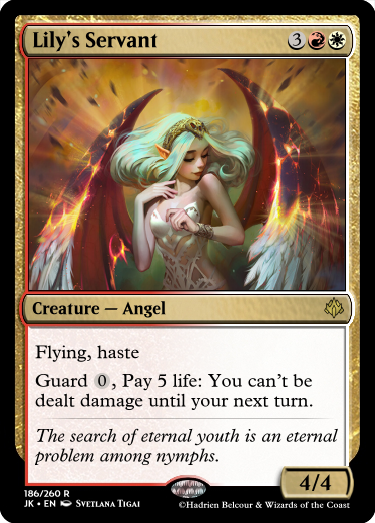 Lily's Servant 3
Creature — Angel
Flying, haste
Guard 0, Pay 5 life: You can't be
dealt damage until your next turn.
The search of eternal youth is an eternal
problem among nymphs.
4/4
186/260 R
JK • EN Svetlana Tigai
©Hadrien Belcour & Wizards of the Coast